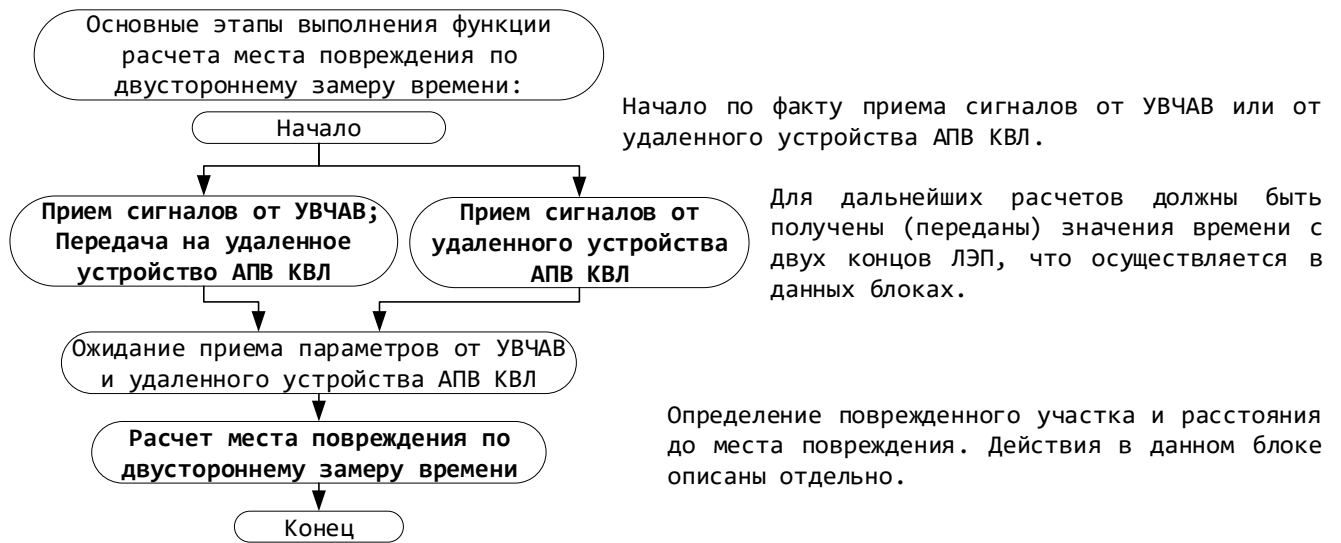 Основные этапы выполнения функции
расчета места повреждения по
двустороннему замеру времени:
Начало
Начало по факту приема сигналов от УВЧАВ или от
удаленного устройства АПВ КВЛ.
Прием сигналов от УВЧАВ;
Передача на удаленное
устройство АПВ КВЛ
Прием сигналов от
удаленного устройства
АПВ КВЛ
Для дальнейших расчетов должны быть
получены (переданы) значения времени с
двух концов ЛЭП, что осуществляется в
данных блоках.
Ожидание приема параметров от УВЧАВ
и удаленного устройства АПВ КВЛ
Расчет места повреждения по
двустороннему замеру времени
Определение поврежденного участка и расстояния
до места повреждения. Действия в данном блоке
описаны отдельно.
Конец